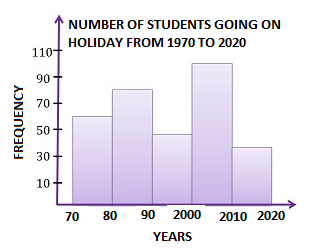 NUMBER OF STUDENTS GOING ON
HOLIDAY FROM 1970 TO 2020
FREQUENCY
110
90
70
50
30
10
70 80 90 2000 2010 2020
YEARS